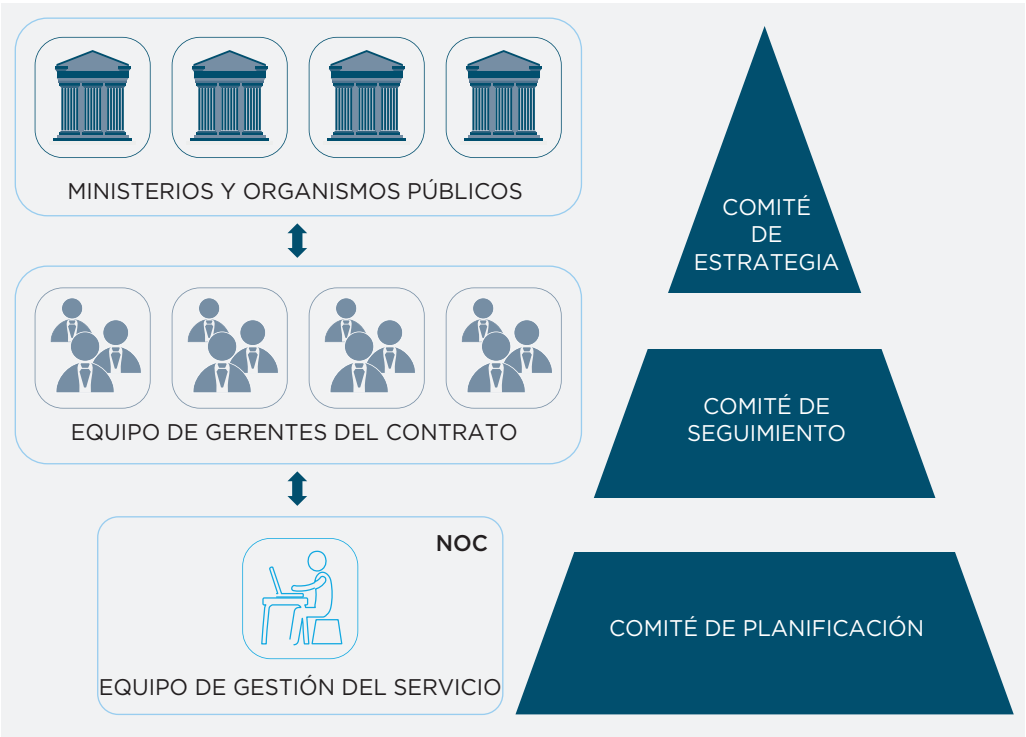 MINISTERIOS Y ORGANISMOS PÚBLICOS
COMITÉ
DE
ESTRATEGIA
EQUIPO DE GERENTES DEL CONTRATO
COMITÉ DE
SEGUIMIENTO
NOC
EQUIPO DE GESTIÓN DEL SERVICIO
COMITÉ DE PLANIFICACIÓN